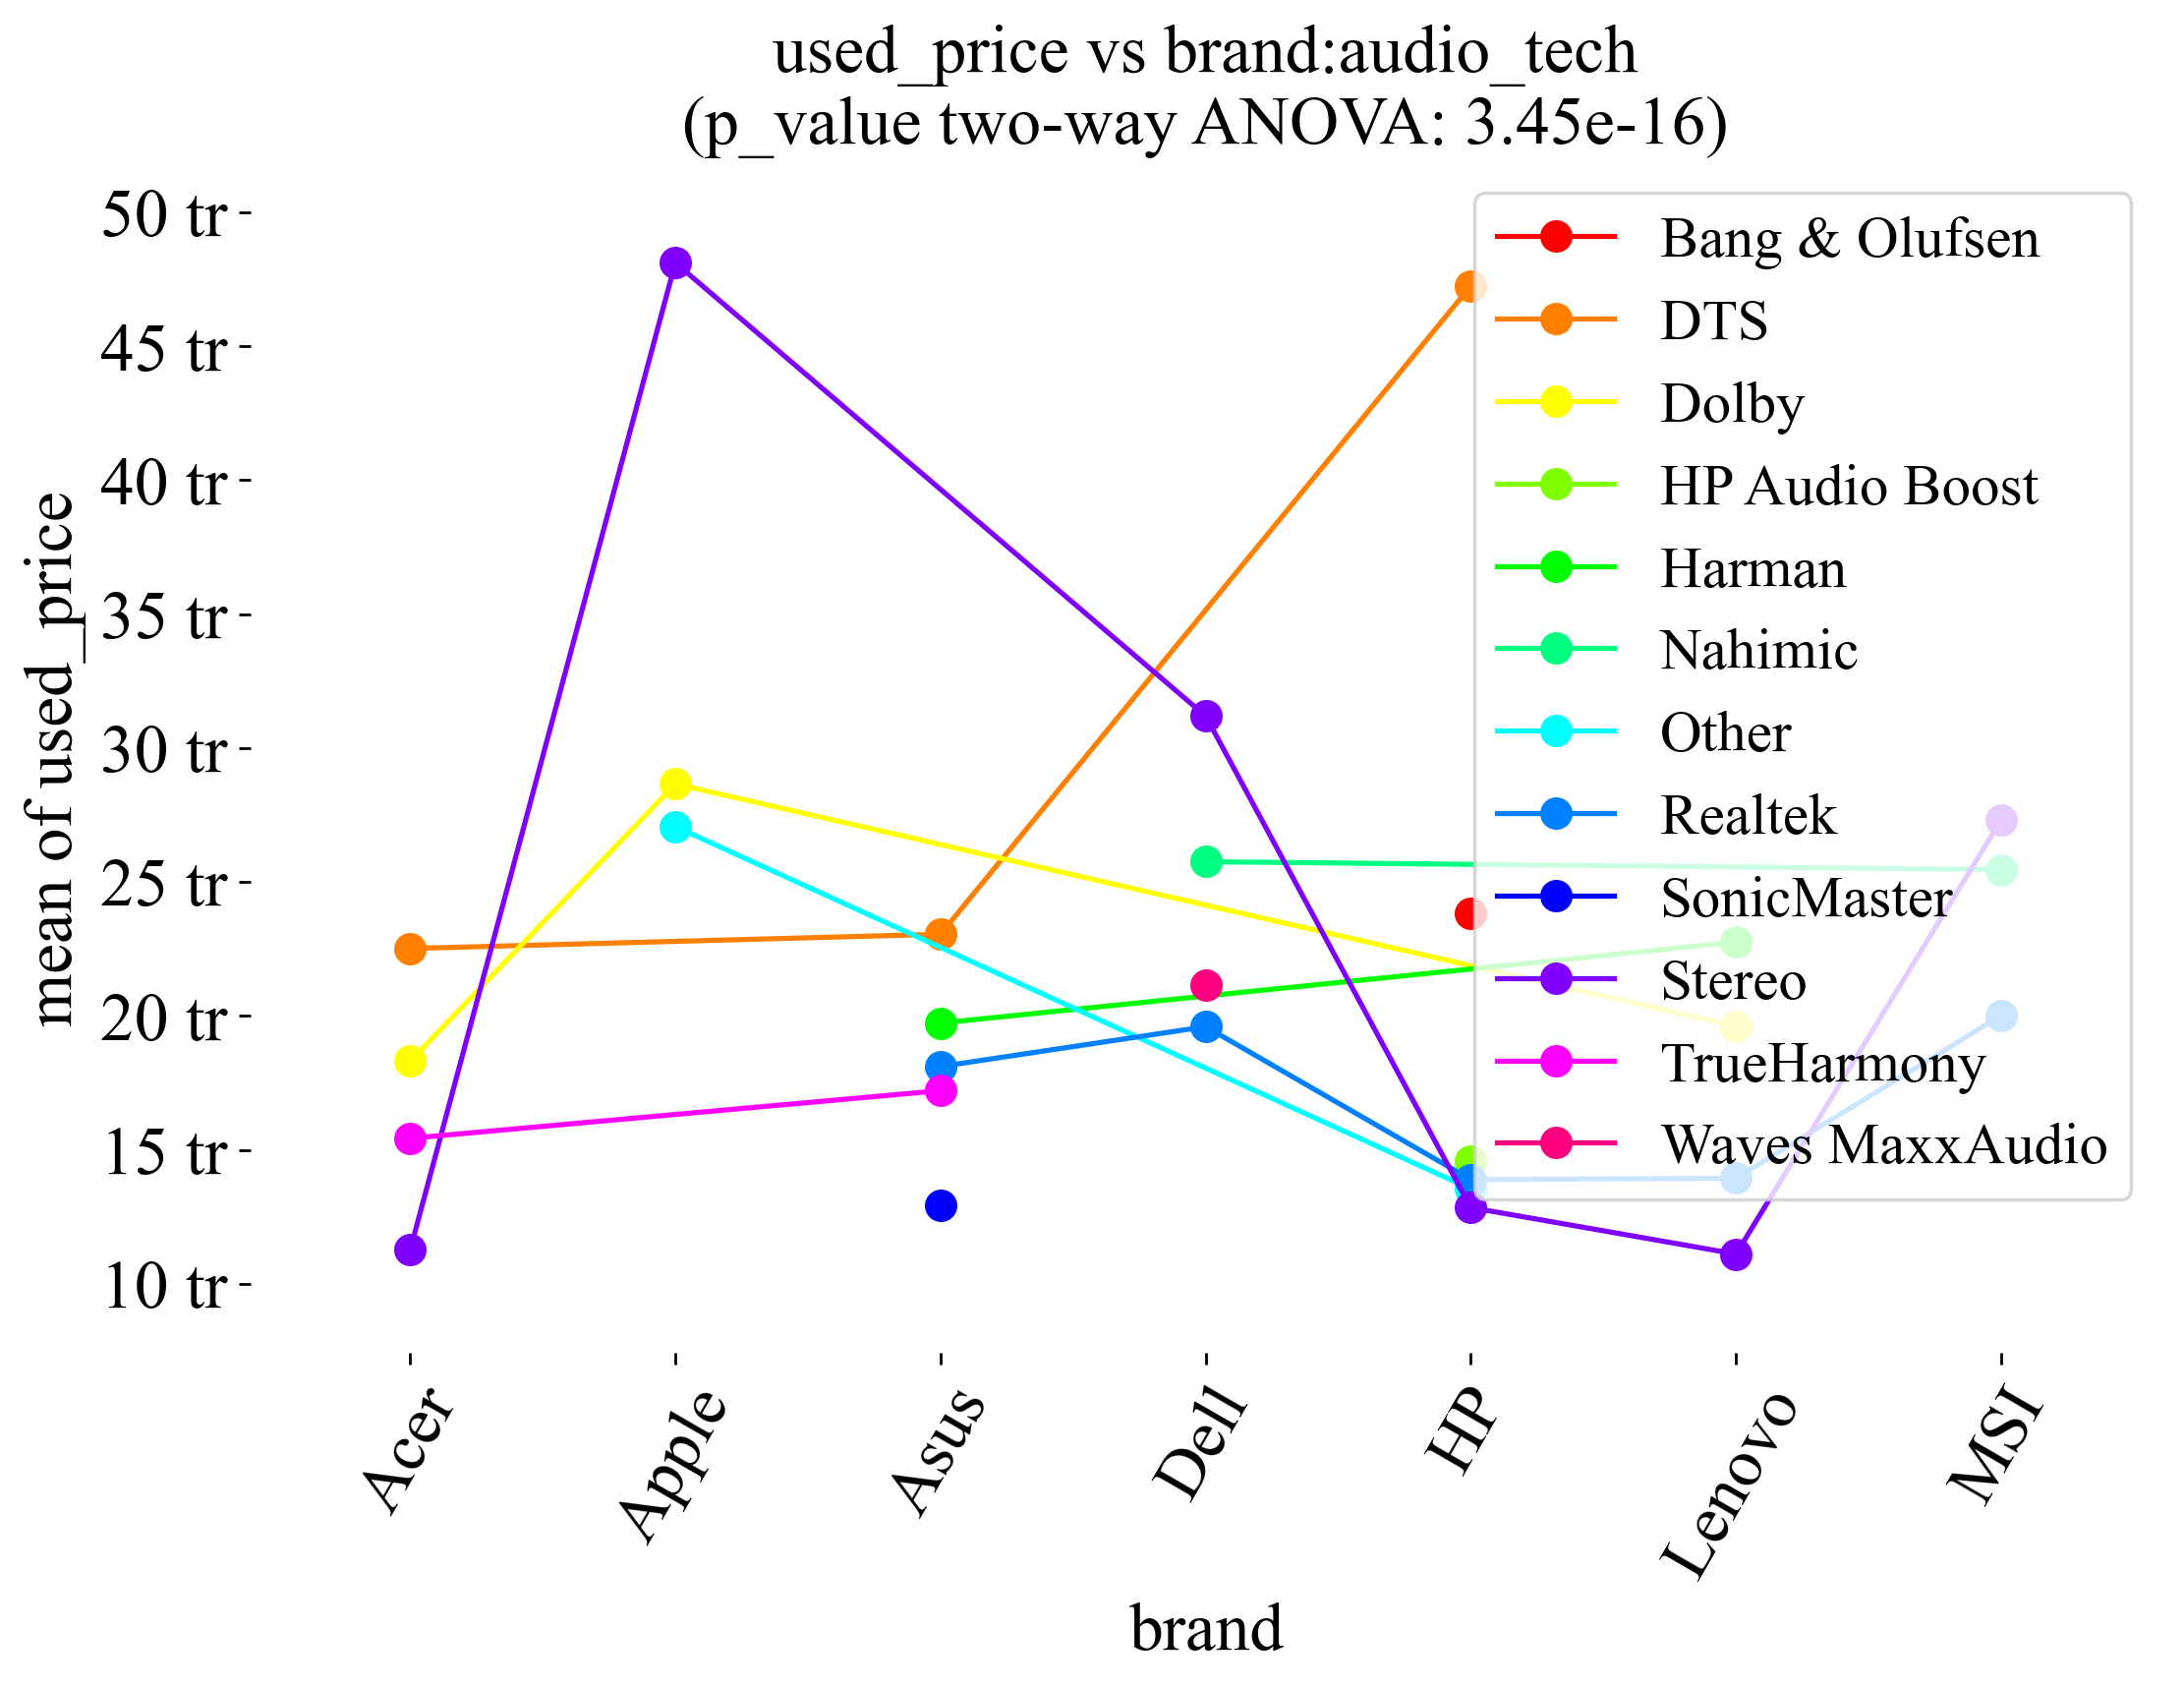 used_price vs brand:audio_tech
(p_value two-way ANOVA: 3.45e-16)
50 tr
45 tr
40 tr
35 tr
30 tr
25 tr
20 tr
15 tr
10 tr
mean of used_price
Bang & Olufsen
DTS
Dolby
HP Audio Boost
Harman
Nahimic
Other
Realtek
SonicMaster
Stereo
TrueHarmony
Waves MaxxAudio
Acer
Apple
Asus
Dell
HP
Lenovo
MSI
brand